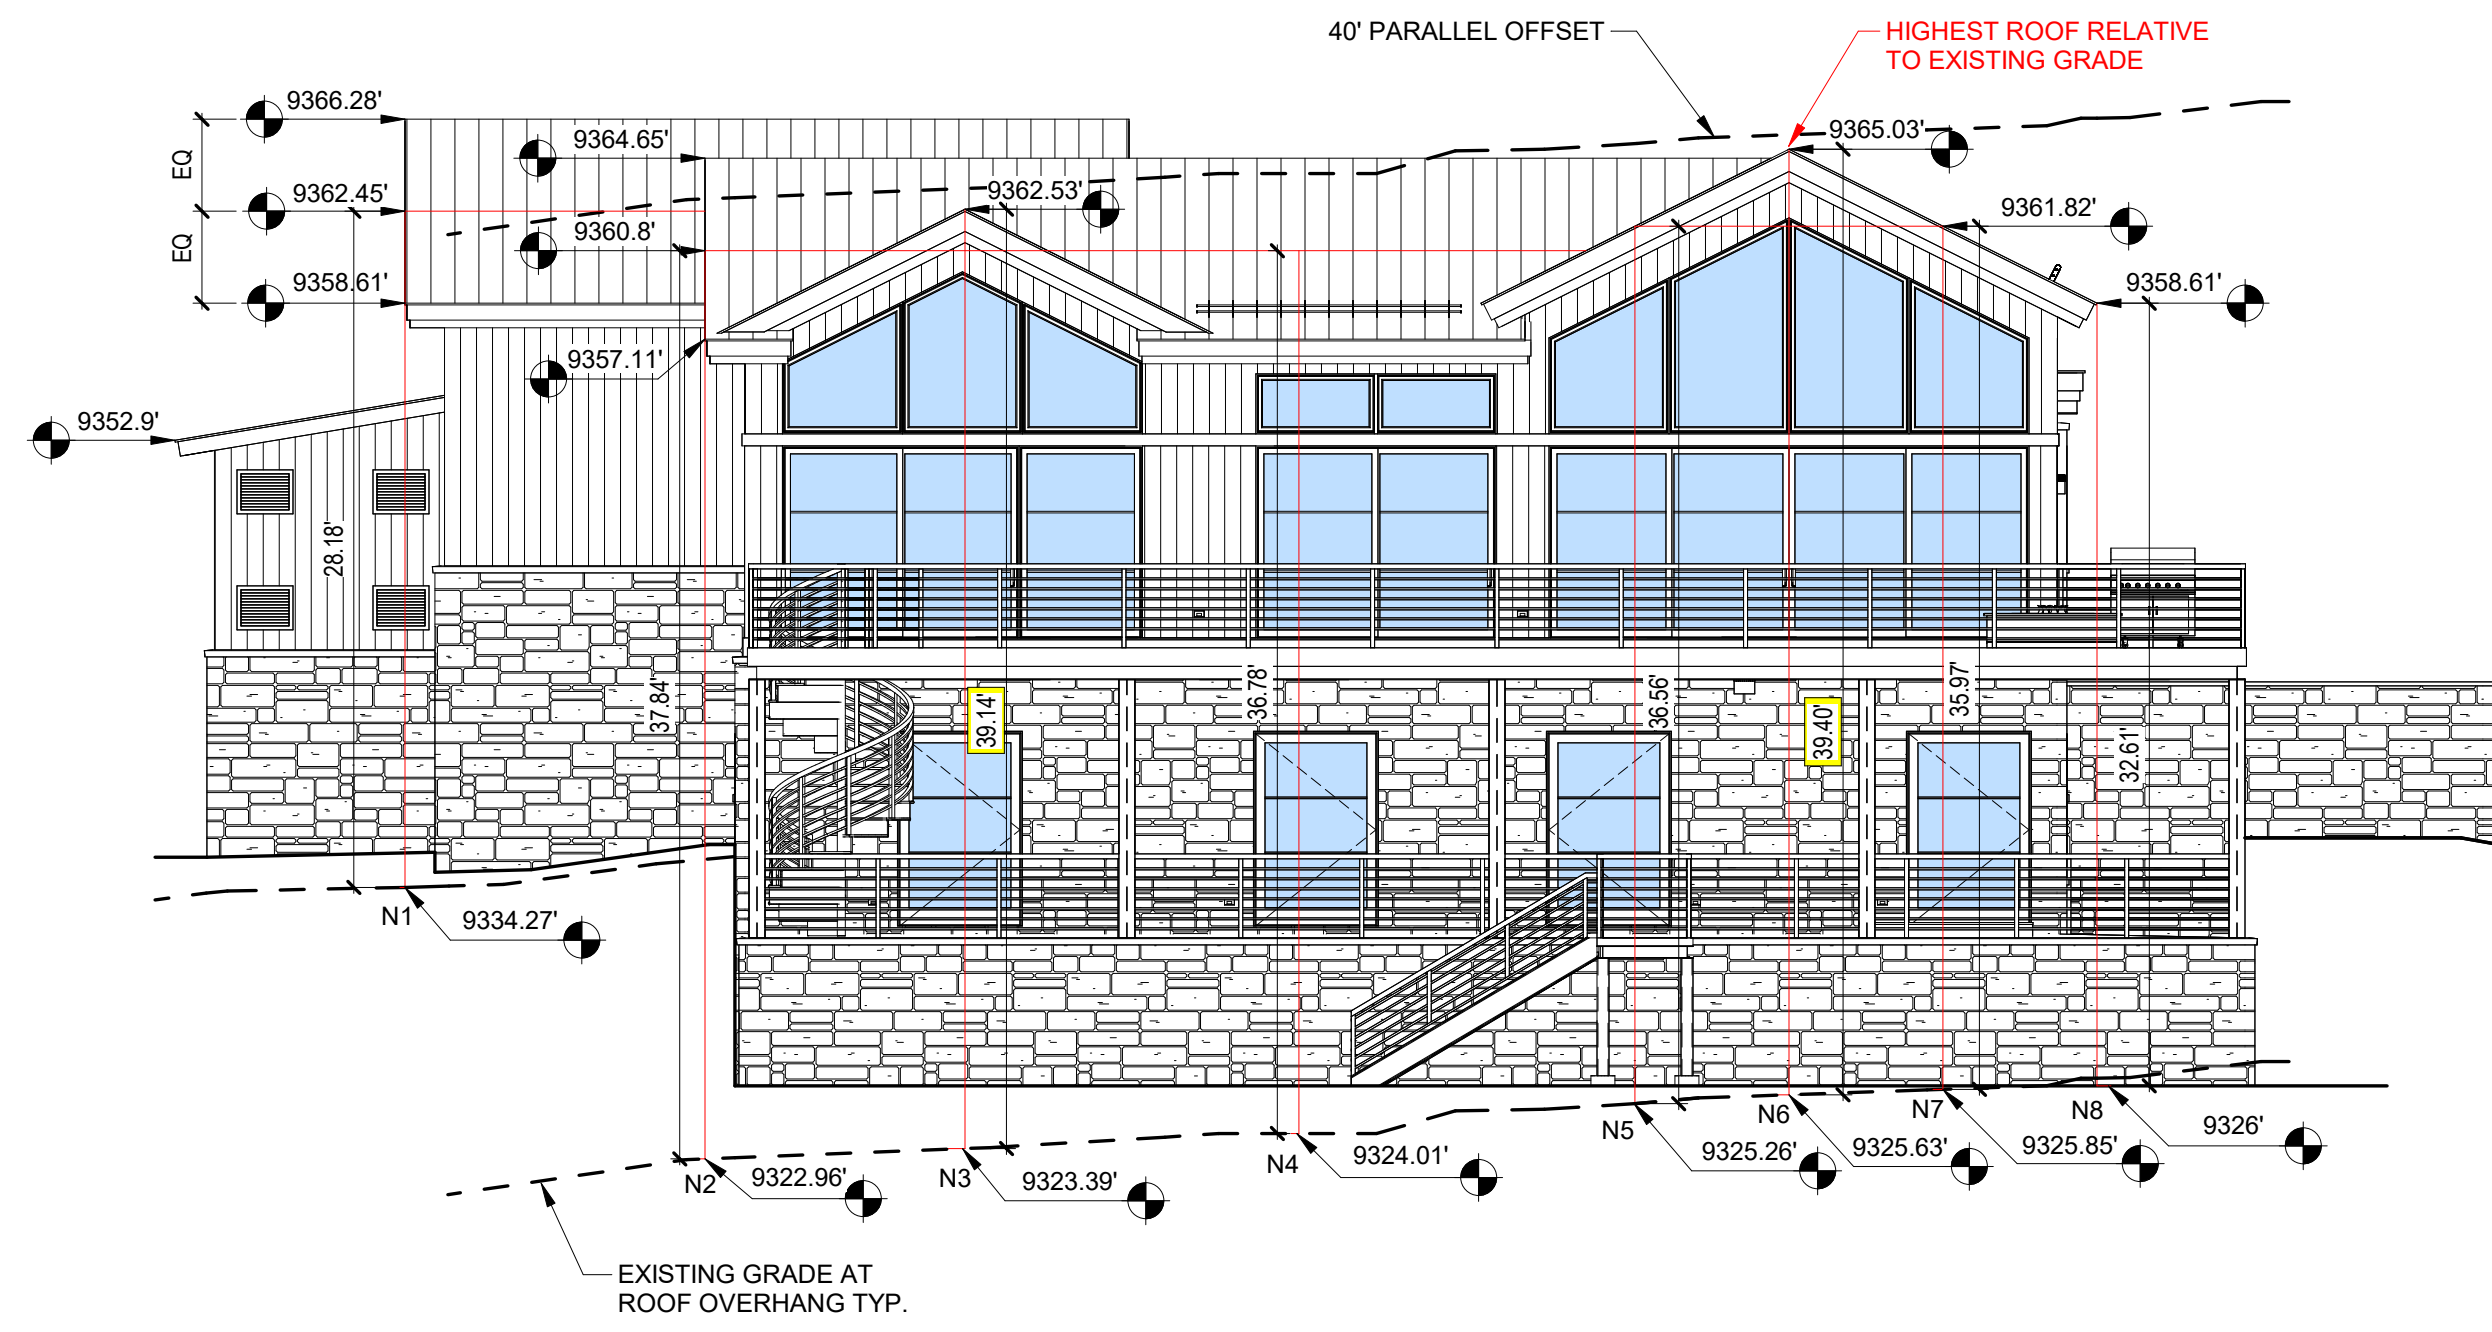 40' PARALLEL OFFSET
HIGHEST ROOF RELATIVE
TO EXISTING GRADE
9366.28'
9364.65'
9365.03'
EQ
9362.45'
9362.53'
9361.82'
9360.8'
EQ
9358.61'
9358.61'
9357.11'
9352.9'
28.18'
37.84'
39.14'
36.78'
36.56'
39.40'
35.97'
32.61'
N1
9334.27'
N2
9322.96'
N3
9323.39'
N4
9324.01'
N5
9325.26'
N6
9325.63'
N7
9325.85'
N8
9326'
EXISTING GRADE AT
ROOF OVERHANG TYP.